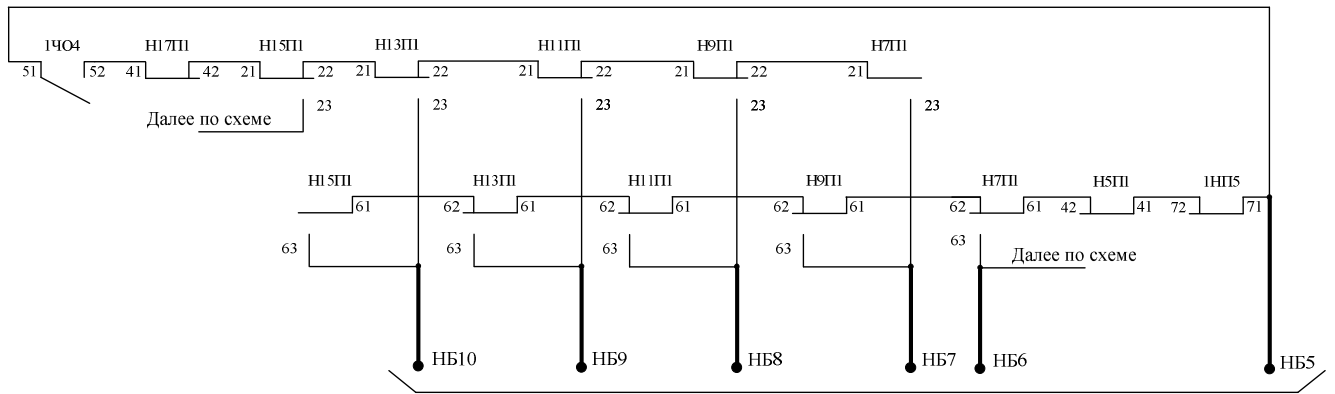 1ЧО4 Н17П1 Н15П1 Н13П1 Н11П1 Н9П1 Н7П1
51 52 41 42 21 22 21 22 21 22 21 22 21
23 23 23 23 23
Далее по схеме
Н15П1 Н13П1 Н11П1 Н9П1 Н7П1 Н5П1 1НП5
61 62 61 62 61 62 61 62 61 42 41 72 71
63 63 63 63 63
Далее по схеме
НБ10 НБ9 НБ8 НБ7 НБ6 НБ5